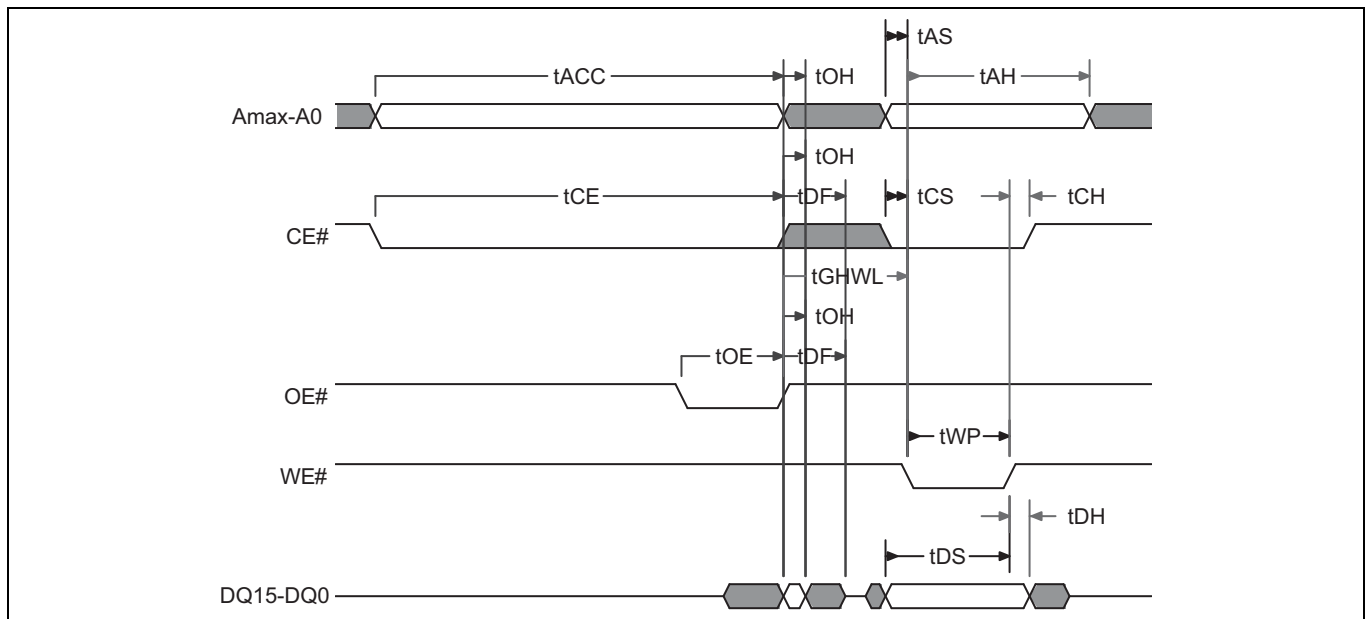 tAS
tACC tOH tAH
Amax-A0
tOH
tCE tDF tCS tCH
CE#
tGHWL
tOH
tOE tDF
OE#
tWP
WE#
tDH
tDS
DQ15-DQ0